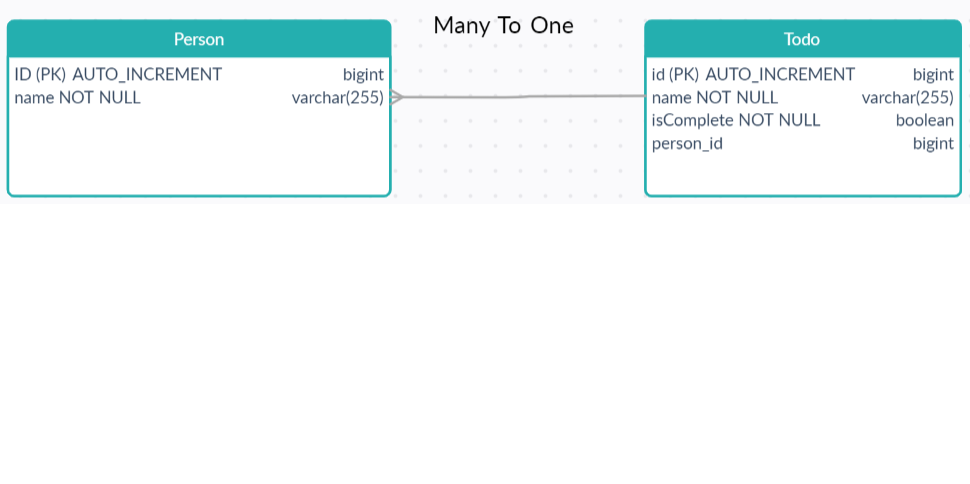 Many To One
Person
ID (PK) AUTO_INCREMENT bigint
name NOT NULL varchar(255)
Todo
id (PK) AUTO_INCREMENT bigint
name NOT NULL varchar(255)
isComplete NOT NULL boolean
person_id bigint